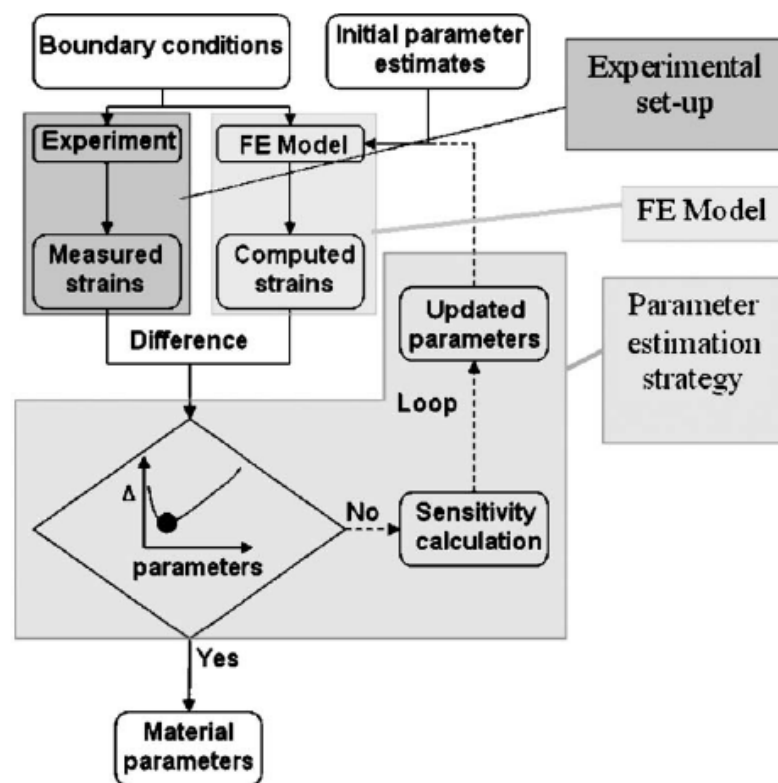 Boundary conditions
Initial parameter
estimates
Experimental
set-up
Experiment
FE Model
FE Model
Measured
strains
Computed
strains
Updated
parameters
Parameter
estimation
strategy
Difference
Loop
Δ
parameters
No
Sensitivity
calculation
Yes
Material
parameters